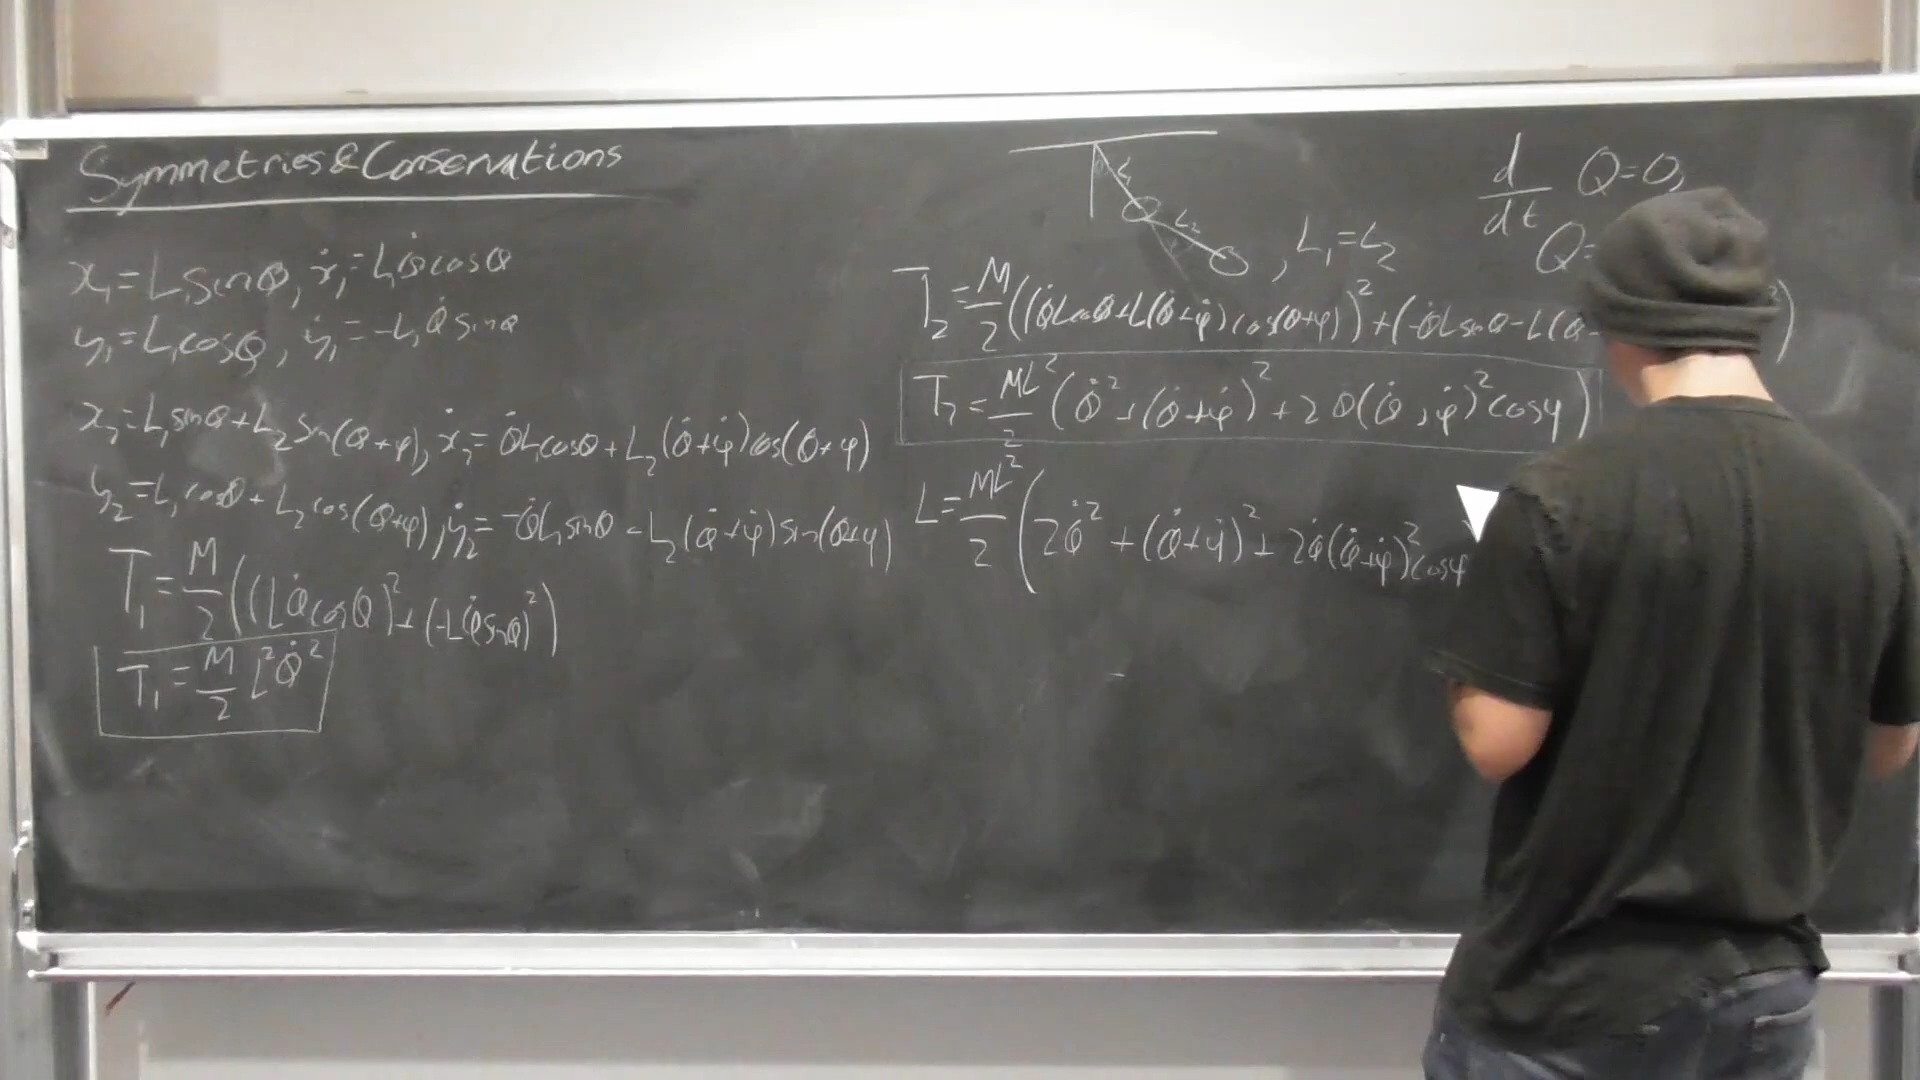 Symmetries & Conservations
x₁=L₁sinθ, ẋ₁=L₁θ̇cosθ
y₁=L₁cosθ, ẏ₁=-L₁θ̇sinθ
x₂=L₁sinθ+L₂sin(θ+φ), ẋ₂=θ̇L₁cosθ+L₂(θ̇+φ̇)cos(θ+φ)
y₂=L₁cosθ+L₂cos(θ+φ), ẏ₂=-θ̇L₁sinθ-L₂(θ̇+φ̇)sin(θ+φ)
T₁=M/2((Lθ̇cosθ)²+(-Lθ̇sinθ)²)
T₁=M/2 L²θ̇²
L₁
L₂
, L₁=L₂
d/dt Q=0,
Q=
T₂=M/2((θ̇Lcosθ+L(θ̇+φ̇)cos(θ+φ))²+(-θ̇Lsinθ-L(θ ²)
T₂=ML²/2(θ̇²+(θ̇+φ̇)²+2θ(θ̇+φ̇)²cosφ)
L=ML²/2(2θ̇²+(θ̇+φ̇)²+2θ̇(θ̇+φ̇)²cosφ